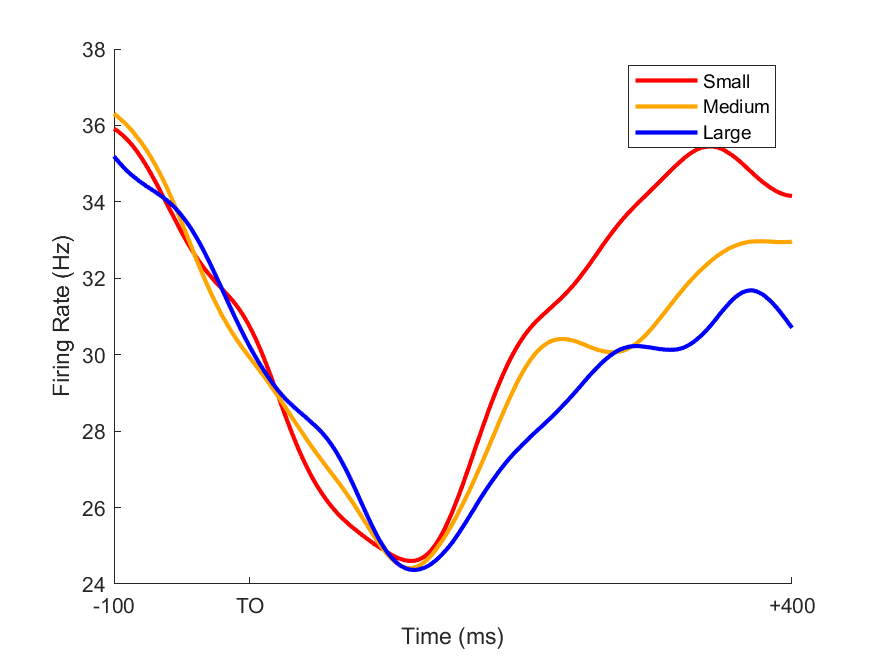 38
36
34
32
30
28
26
24
Firing Rate (Hz)
Small
Medium
Large
-100
TO
+400
Time (ms)